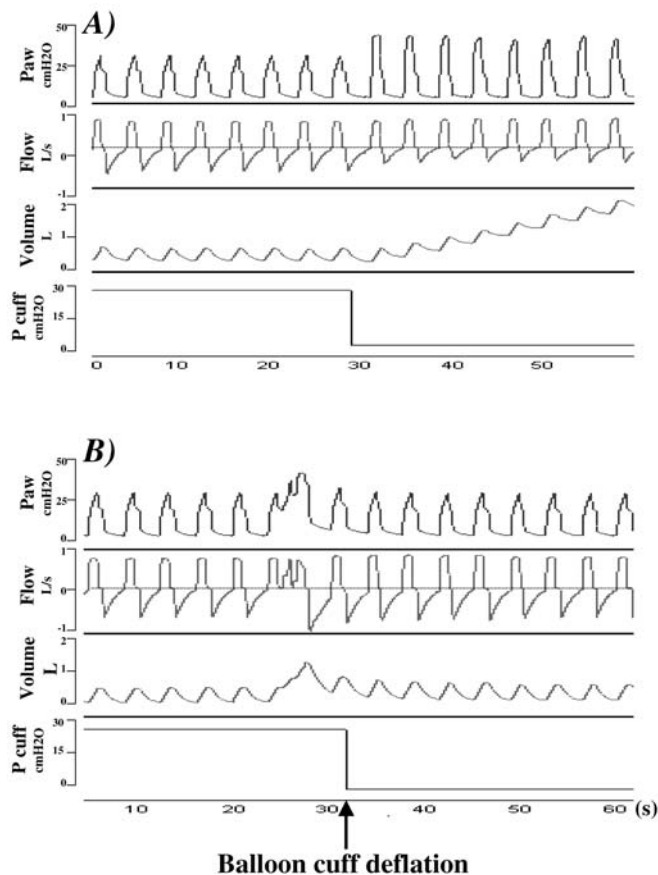 A)
Paw
cmH2O
50
25
0
Flow
L/s
1
0
-1
Volume
L
2
1
0
P cuff
cmH2O
30
15
0
0 10 20 30 40 50
B)
Paw
cmH2O
50
25
0
Flow
L/s
1
0
-1
Volume
L
2
1
0
P cuff
cmH2O
30
15
0
10 20 30 40 50 60 (s)
Balloon cuff deflation